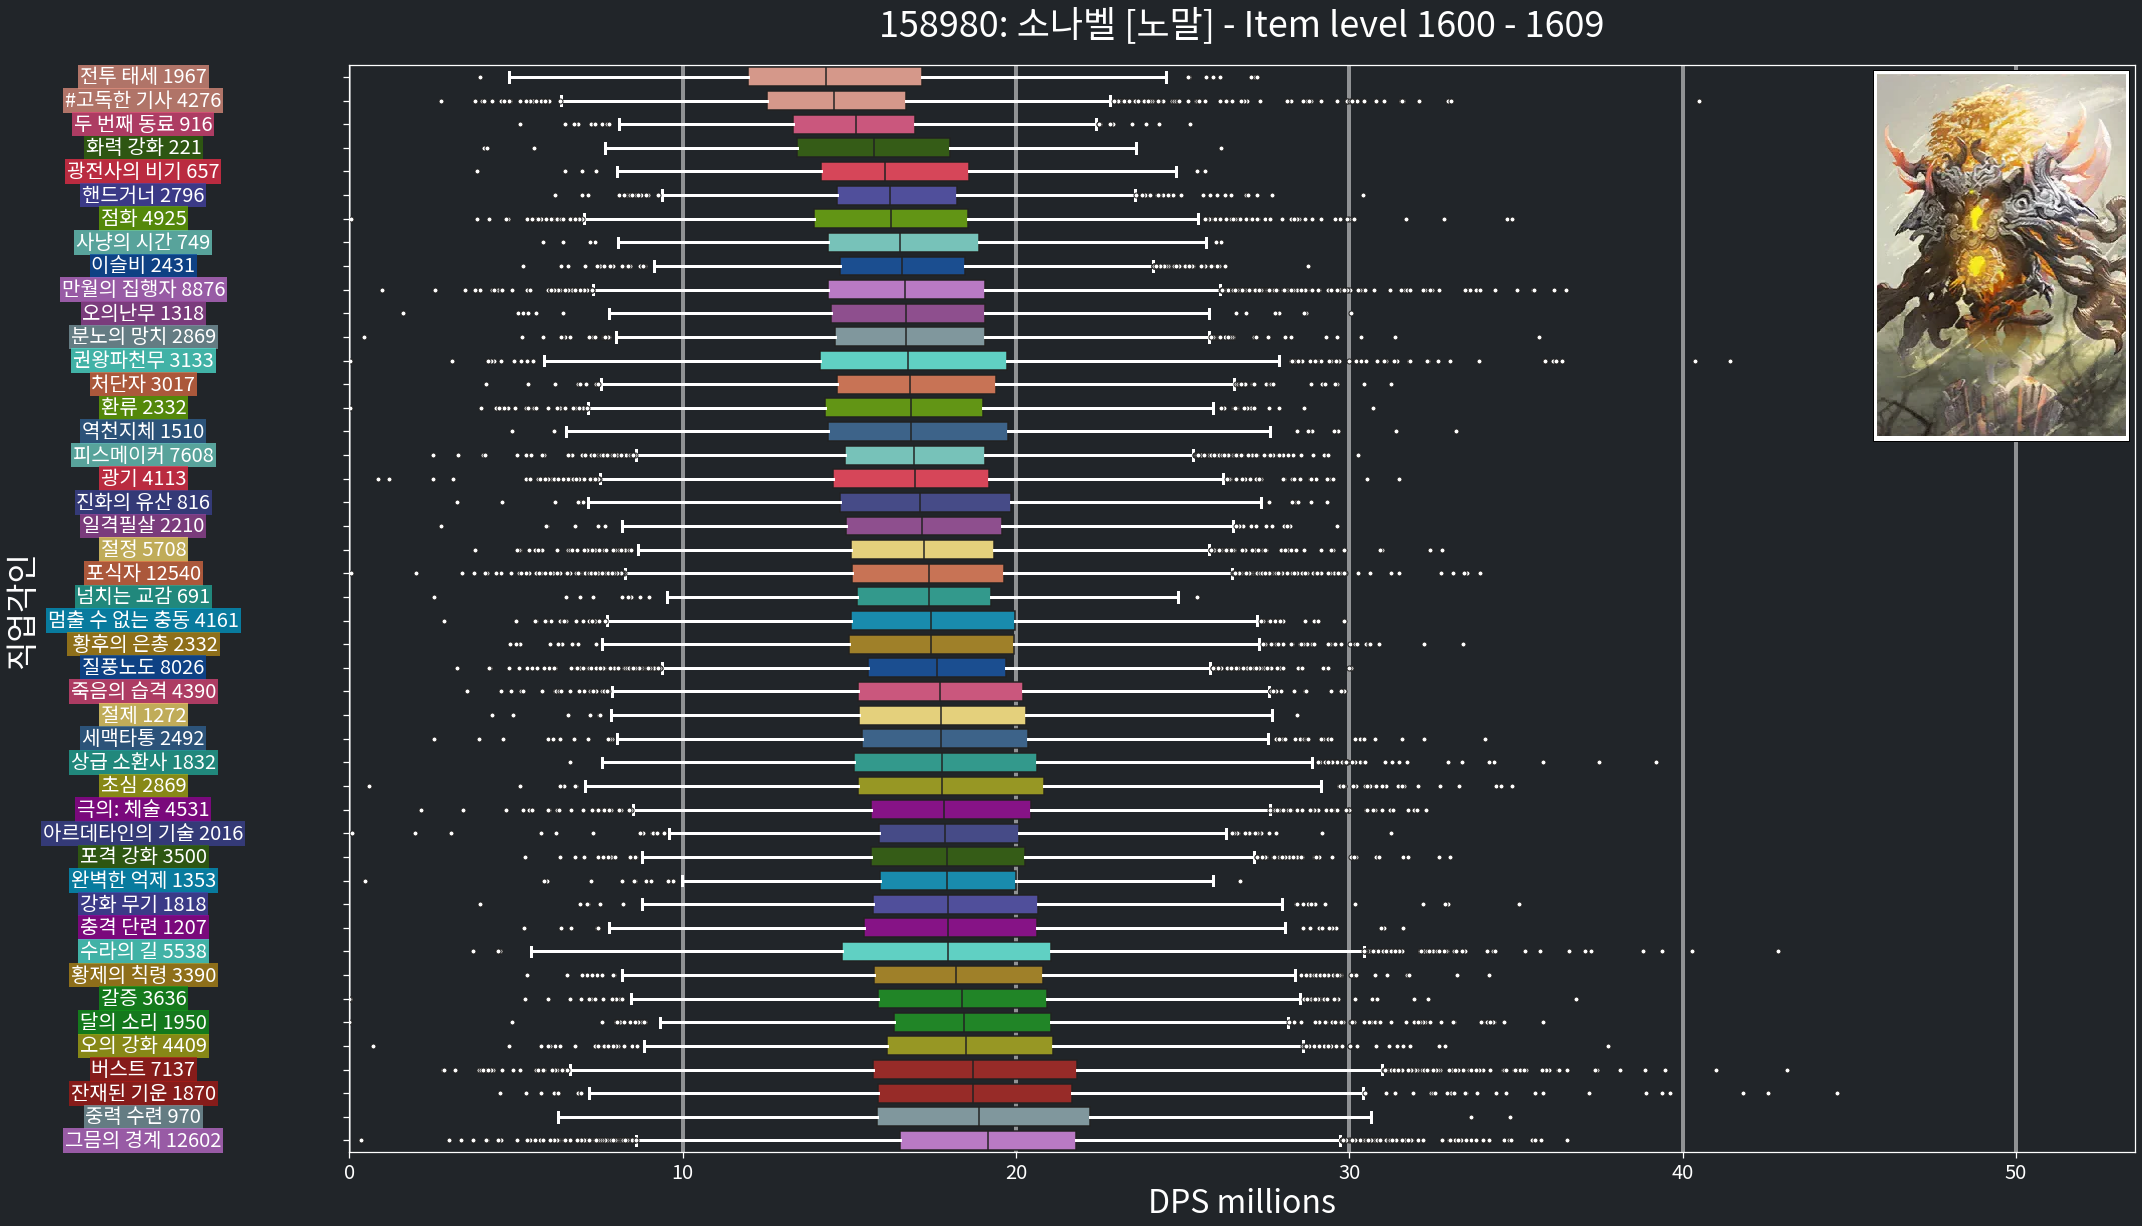 158980: 소나벨 [노말] - Item level 1600 - 1609
전투 태세 1967
#고독한 기사 4276
두 번째 동료 916
화력 강화 221
광전사의 비기 657
핸드거너 2796
점화 4925
사냥의 시간 749
이슬비 2431
만월의 집행자 8876
오의난무 1318
분노의 망치 2869
권왕파천무 3133
처단자 3017
환류 2332
역천지체 1510
피스메이커 7608
광기 4113
진화의 유산 816
일격필살 2210
절정 5708
포식자 12540
넘치는 교감 691
멈출 수 없는 충동 4161
황후의 은총 2332
질풍노도 8026
죽음의 습격 4390
절제 1272
세맥타통 2492
상급 소환사 1832
초심 2869
극의: 체술 4531
아르데타인의 기술 2016
포격 강화 3500
완벽한 억제 1353
강화 무기 1818
충격 단련 1207
수라의 길 5538
황제의 칙령 3390
갈증 3636
달의 소리 1950
오의 강화 4409
버스트 7137
잔재된 기운 1870
중력 수련 970
그믐의 경계 12602
직업각인
0 10 20 30 40 50
DPS millions